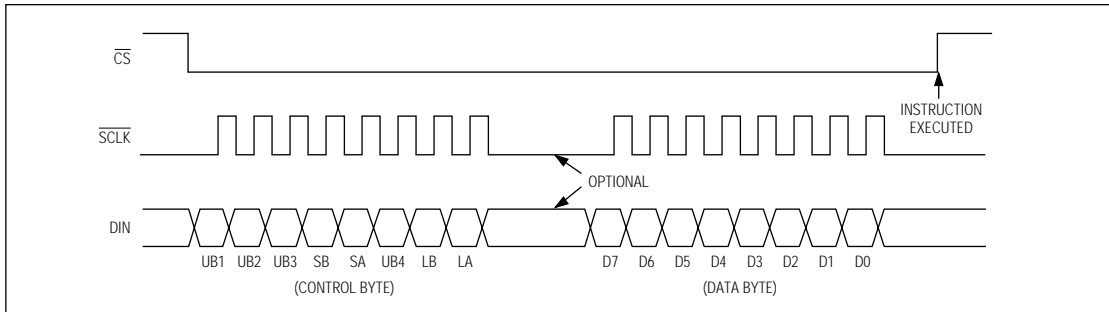 CS
INSTRUCTION
EXECUTED
SCLK
OPTIONAL
DIN
UB1 UB2 UB3 SB SA UB4 LB LA D7 D6 D5 D4 D3 D2 D1 D0
(CONTROL BYTE) (DATA BYTE)